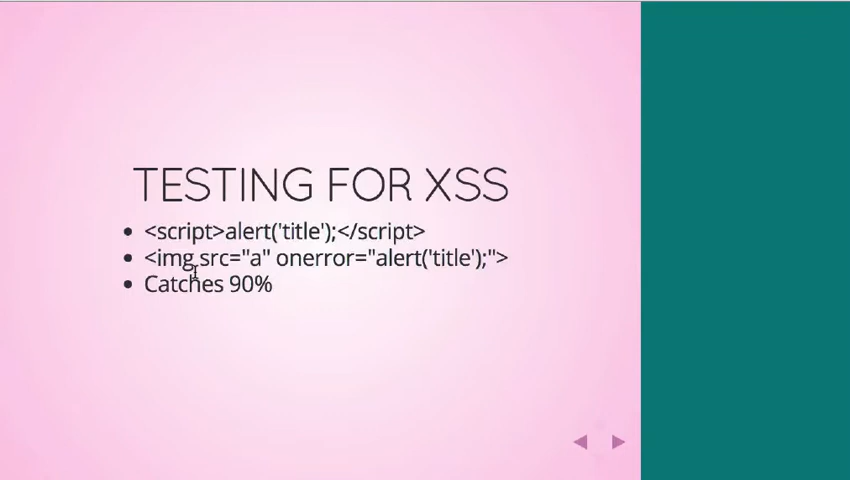 TESTING FOR XSS
<script>alert('title');</script>
<img src="a" onerror="alert('title');">
Catches 90%